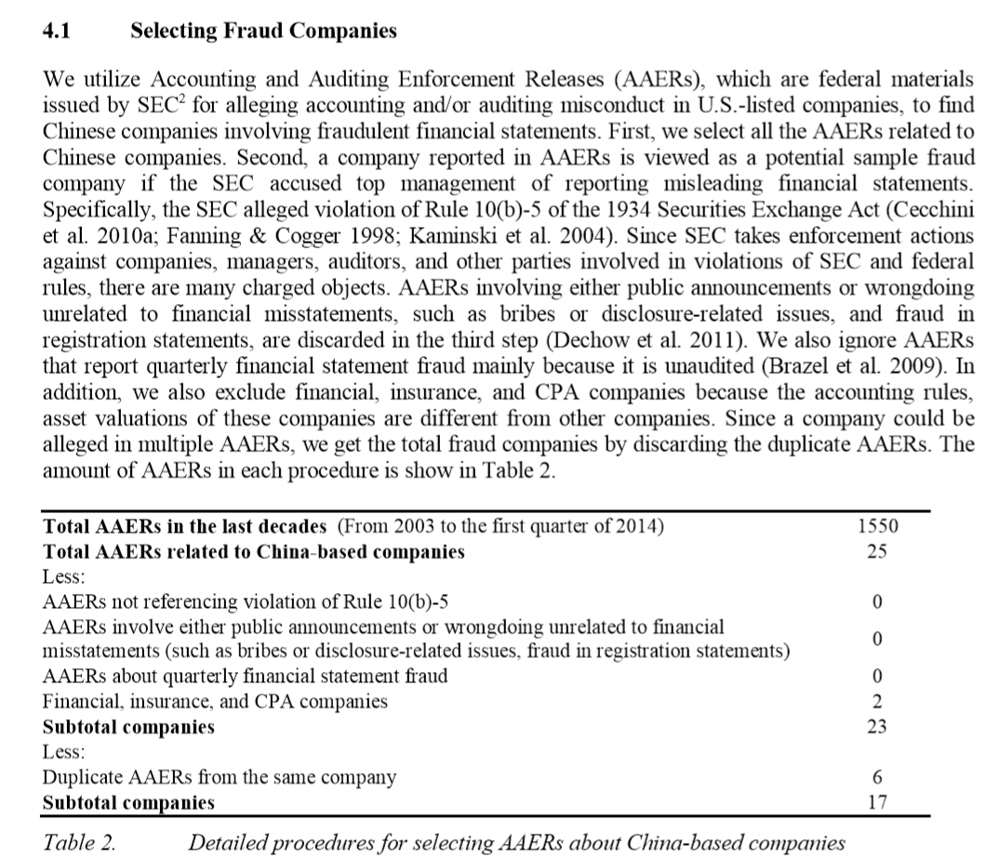 4.1 Selecting Fraud Companies
We utilize Accounting and Auditing Enforcement Releases (AAERs), which are federal materials
issued by SEC² for alleging accounting and/or auditing misconduct in U.S.-listed companies, to find
Chinese companies involving fraudulent financial statements. First, we select all the AAERs related to
Chinese companies. Second, a company reported in AAERs is viewed as a potential sample fraud
company if the SEC accused top management of reporting misleading financial statements.
Specifically, the SEC alleged violation of Rule 10(b)-5 of the 1934 Securities Exchange Act (Cecchini
et al. 2010a; Fanning & Cogger 1998; Kaminski et al. 2004). Since SEC takes enforcement actions
against companies, managers, auditors, and other parties involved in violations of SEC and federal
rules, there are many charged objects. AAERs involving either public announcements or wrongdoing
unrelated to financial misstatements, such as bribes or disclosure-related issues, and fraud in
registration statements, are discarded in the third step (Dechow et al. 2011). We also ignore AAERs
that report quarterly financial statement fraud mainly because it is unaudited (Brazel et al. 2009). In
addition, we also exclude financial, insurance, and CPA companies because the accounting rules,
asset valuations of these companies are different from other companies. Since a company could be
alleged in multiple AAERs, we get the total fraud companies by discarding the duplicate AAERs. The
amount of AAERs in each procedure is show in Table 2.
Total AAERs in the last decades (From 2003 to the first quarter of 2014) 1550
Total AAERs related to China-based companies 25
Less:
AAERs not referencing violation of Rule 10(b)-5 0
AAERs involve either public announcements or wrongdoing unrelated to financial
misstatements (such as bribes or disclosure-related issues, fraud in registration statements) 0
AAERs about quarterly financial statement fraud 0
Financial, insurance, and CPA companies 2
Subtotal companies 23
Less:
Duplicate AAERs from the same company 6
Subtotal companies 17
Table 2. Detailed procedures for selecting AAERs about China-based companies